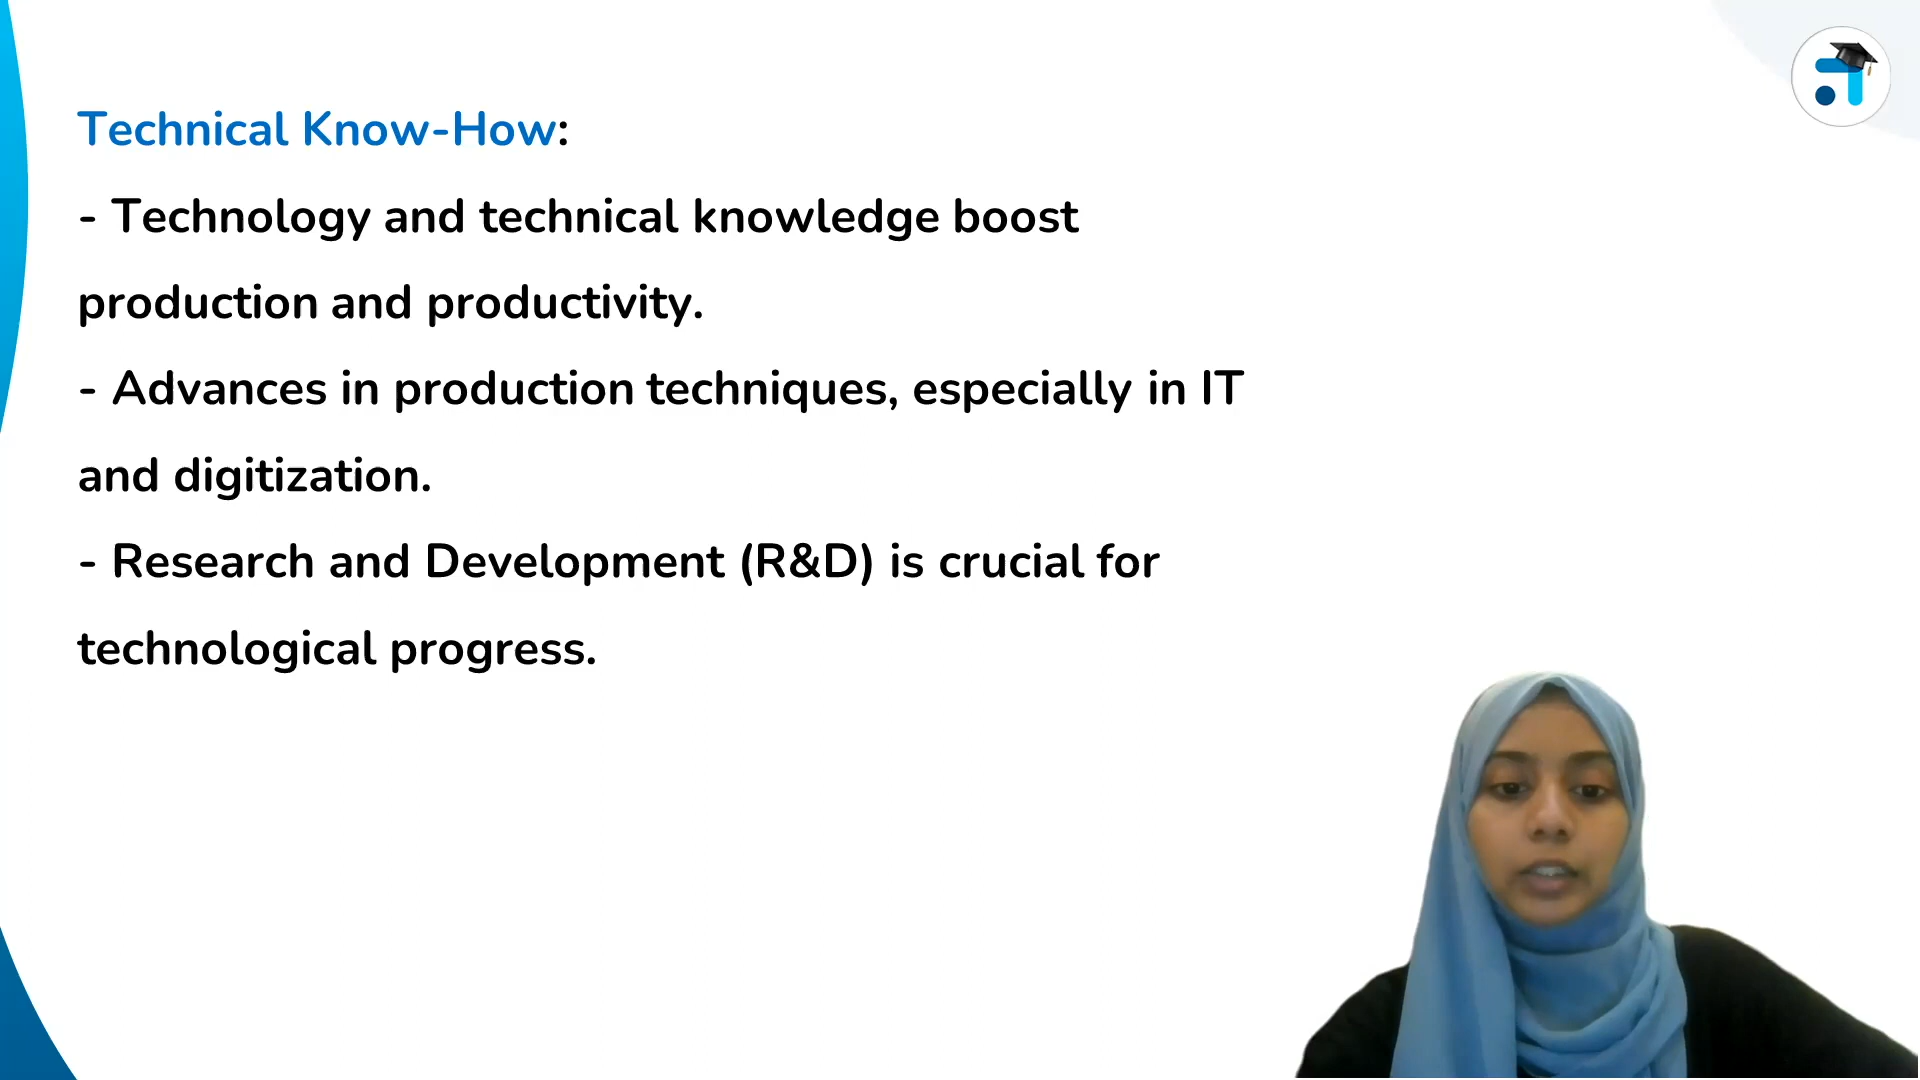 Technical Know-How:
- Technology and technical knowledge boost
production and productivity.
- Advances in production techniques, especially in IT
and digitization.
- Research and Development (R&D) is crucial for
technological progress.